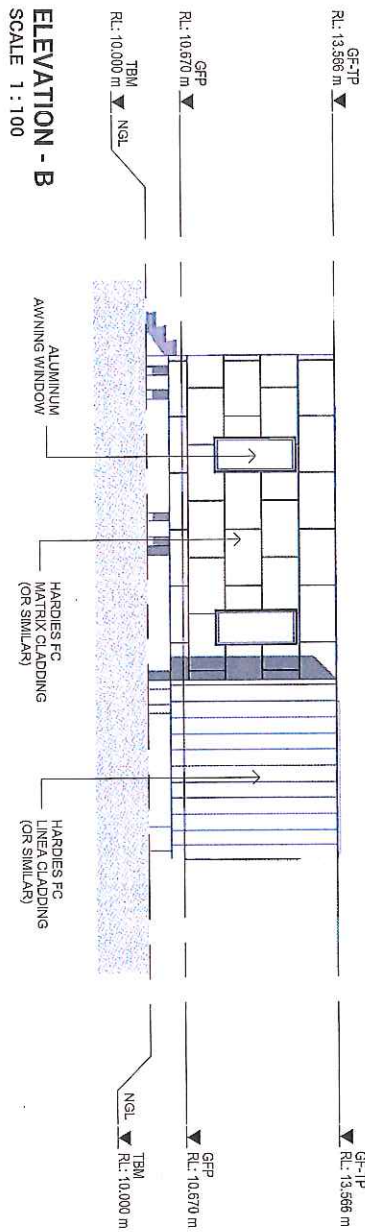 GF-TP
RL: 13.566 m
GFP
RL: 10.670 m
TBM
RL: 10.000 m
NGL
ALUMINUM
AWNING WINDOW
HARDIES FC
MATRIX CLADDING
(OR SIMILAR)
HARDIES FC
LINEA CLADDING
(OR SIMILAR)
GF-TP
RL: 13.566 m
GFP
RL: 10.670 m
NGL
TBM
RL: 10.000 m
ELEVATION - B
SCALE 1:100